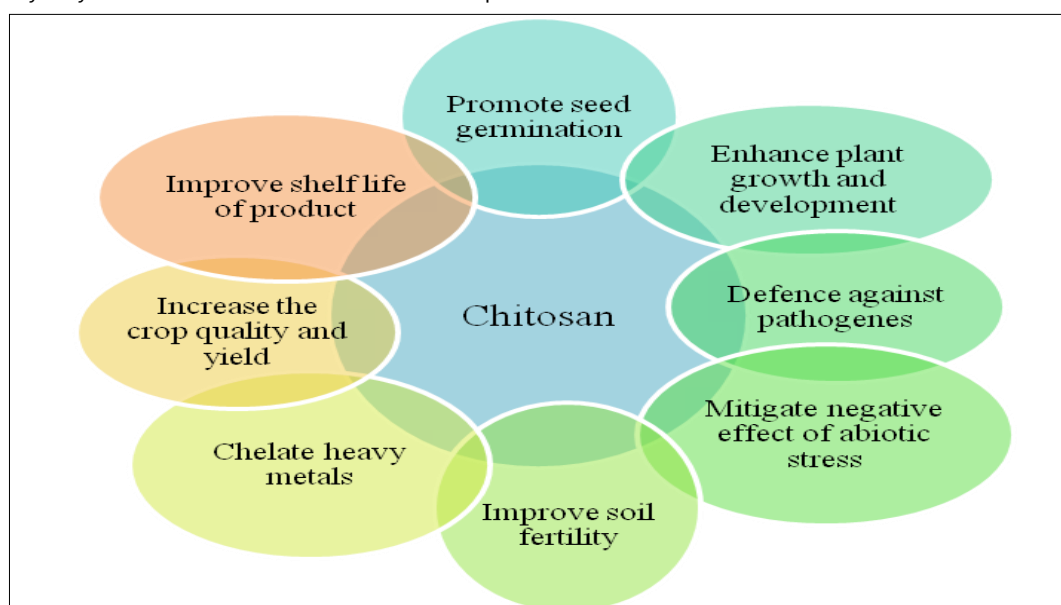 Promote seed
germination
Enhance plant
growth and
development
Defence against
pathogenes
Mitigate negative
effect of abiotic
stress
Improve soil
fertility
Chelate heavy
metals
Increase the
crop quality and
yield
Improve shelf life
of product
Chitosan